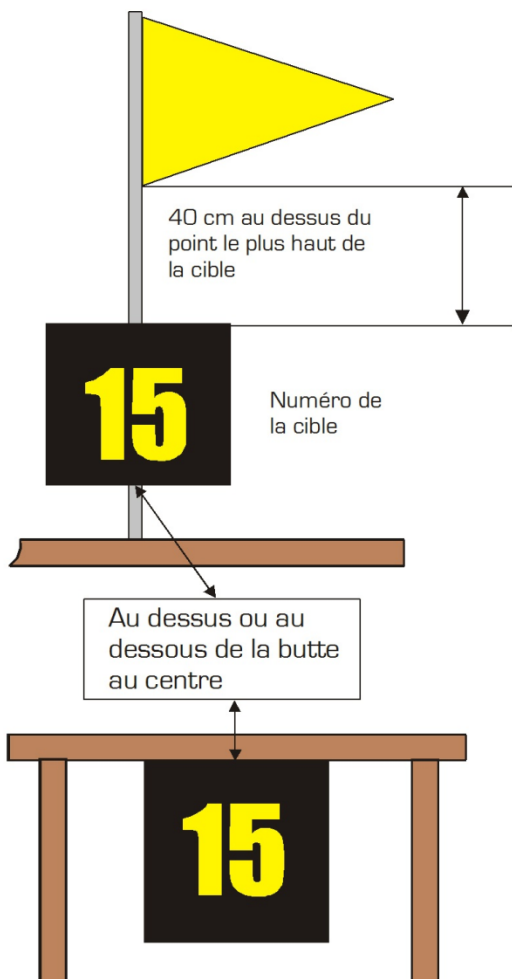 40 cm au dessus du
point le plus haut de
la cible
15
Numéro de
la cible
Au dessus ou au
dessous de la butte
au centre
15